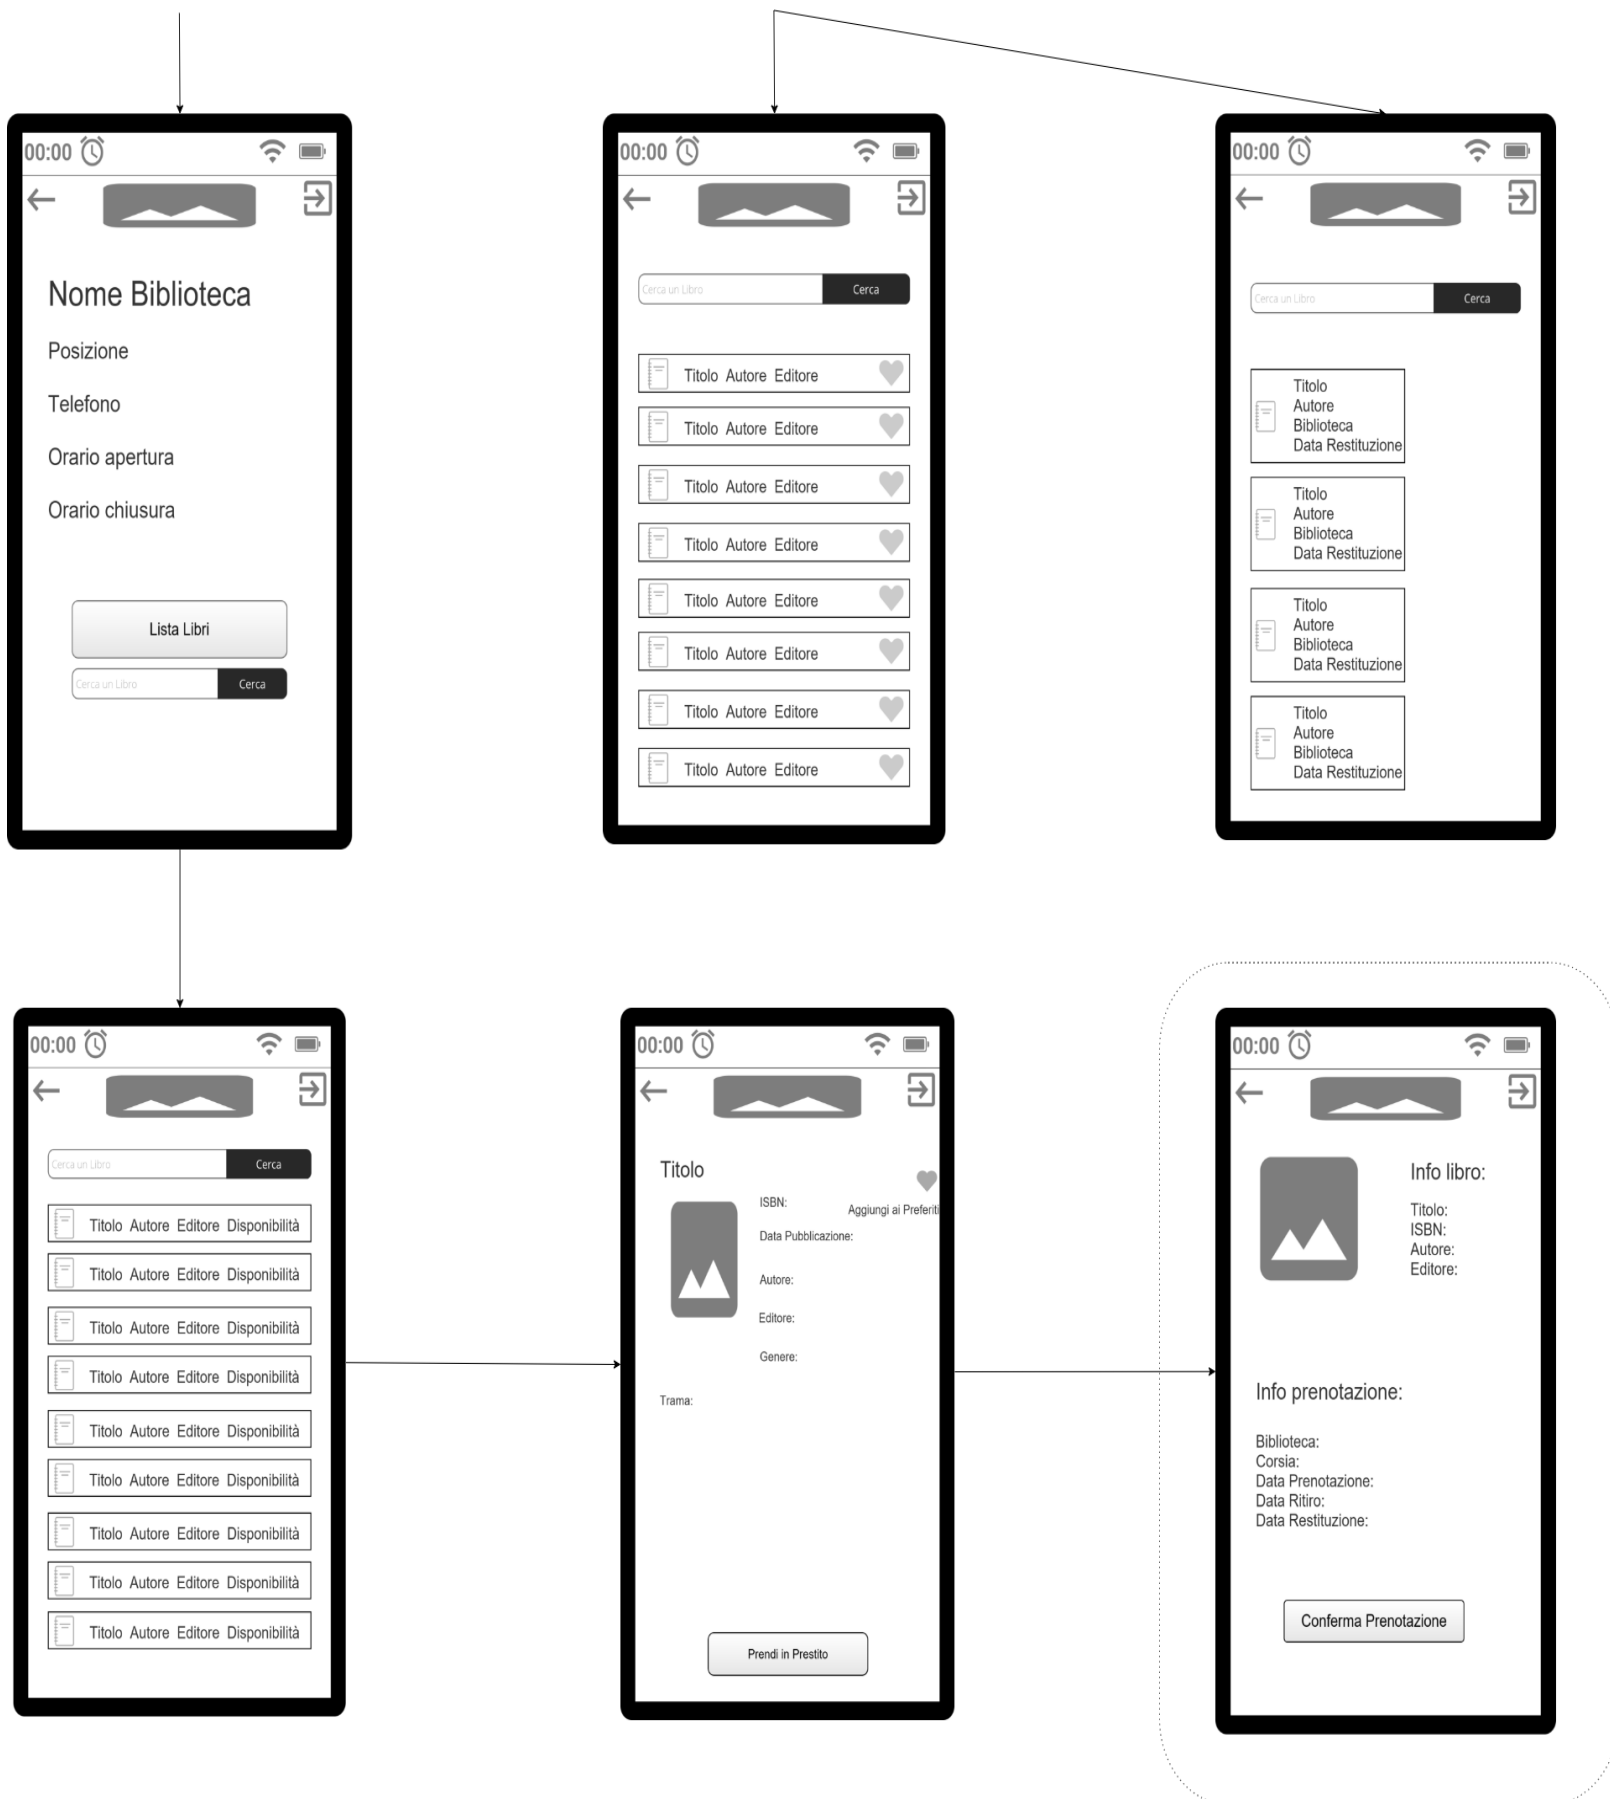 00:00
Nome Biblioteca
Posizione
Telefono
Orario apertura
Orario chiusura
Lista Libri
Cerca un Libro Cerca
00:00
Cerca un Libro Cerca
Titolo Autore Editore
Titolo Autore Editore
Titolo Autore Editore
Titolo Autore Editore
Titolo Autore Editore
Titolo Autore Editore
Titolo Autore Editore
Titolo Autore Editore
00:00
Cerca un Libro Cerca
Titolo
Autore
Biblioteca
Data Restituzione
Titolo
Autore
Biblioteca
Data Restituzione
Titolo
Autore
Biblioteca
Data Restituzione
Titolo
Autore
Biblioteca
Data Restituzione
00:00
Cerca un Libro Cerca
Titolo Autore Editore Disponibilità
Titolo Autore Editore Disponibilità
Titolo Autore Editore Disponibilità
Titolo Autore Editore Disponibilità
Titolo Autore Editore Disponibilità
Titolo Autore Editore Disponibilità
Titolo Autore Editore Disponibilità
Titolo Autore Editore Disponibilità
Titolo Autore Editore Disponibilità
00:00
Titolo
ISBN:
Aggiungi ai Preferiti
Data Pubblicazione:
Autore:
Editore:
Genere:
Trama:
Prendi in Prestito
00:00
Info libro:
Titolo:
ISBN:
Autore:
Editore:
Info prenotazione:
Biblioteca:
Corsia:
Data Prenotazione:
Data Ritiro:
Data Restituzione:
Conferma Prenotazione